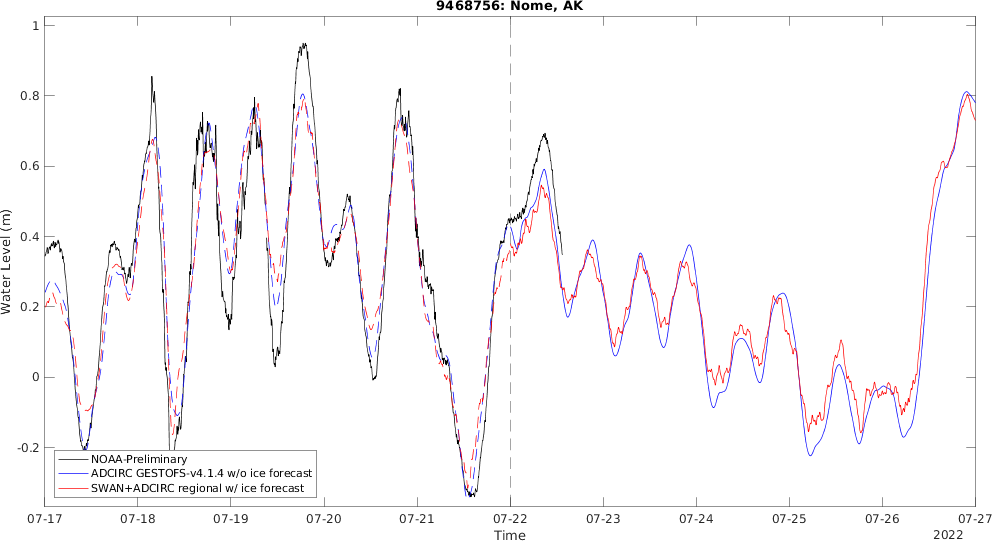 9468756: Nome, AK
Water Level (m)
1
0.8
0.6
0.4
0.2
0
-0.2
NOAA-Preliminary
ADCIRC GESTOFS-v4.1.4 w/o ice forecast
SWAN+ADCIRC regional w/ ice forecast
07-17 07-18 07-19 07-20 07-21 07-22 07-23 07-24 07-25 07-26 07-27
Time
2022